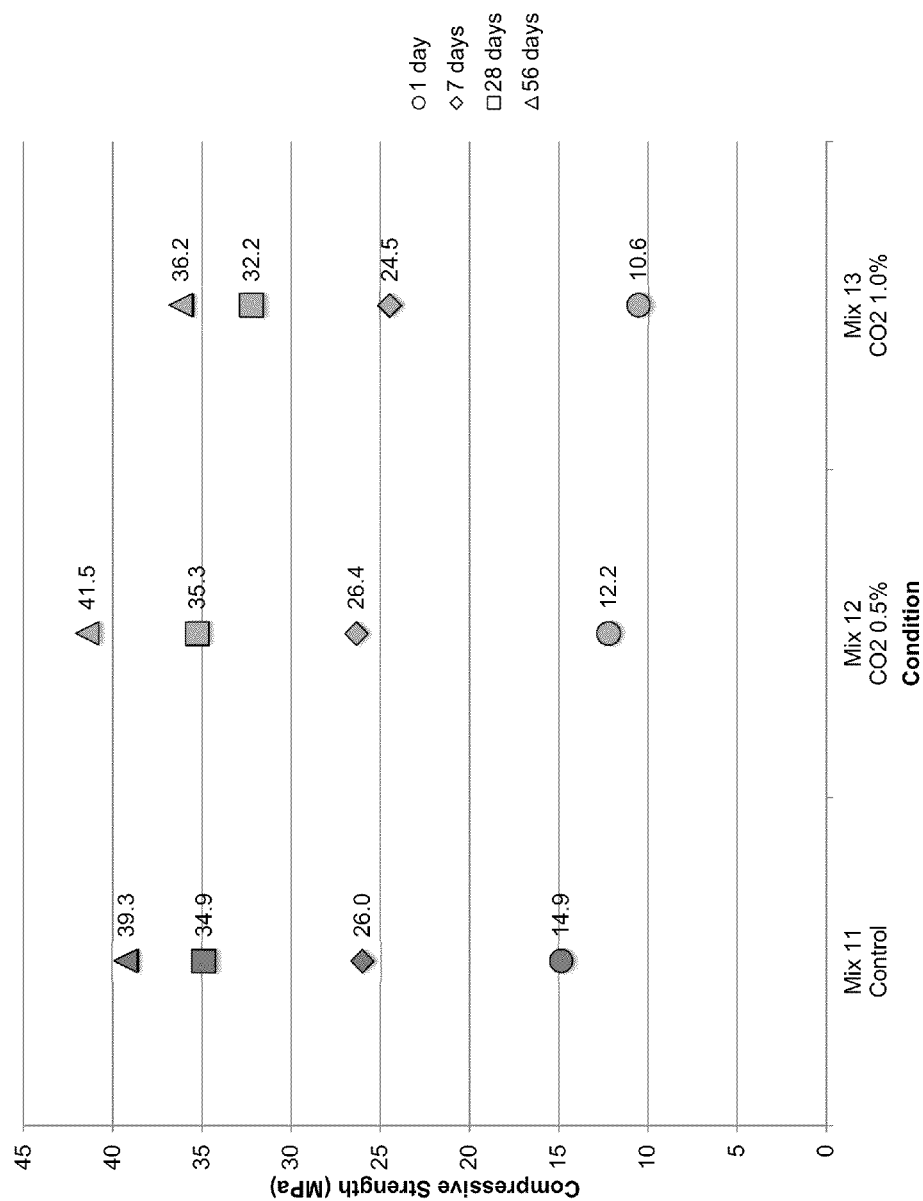 45
40
35
30
25
20
15
10
5
0
Compressive Strength (MPa)
39.3
34.9
26.0
14.9
41.5
35.3
26.4
12.2
36.2
32.2
24.5
10.6
Mix 11
Control
Mix 12
CO2 0.5%
Mix 13
CO2 1.0%
Condition
1 day
7 days
28 days
56 days